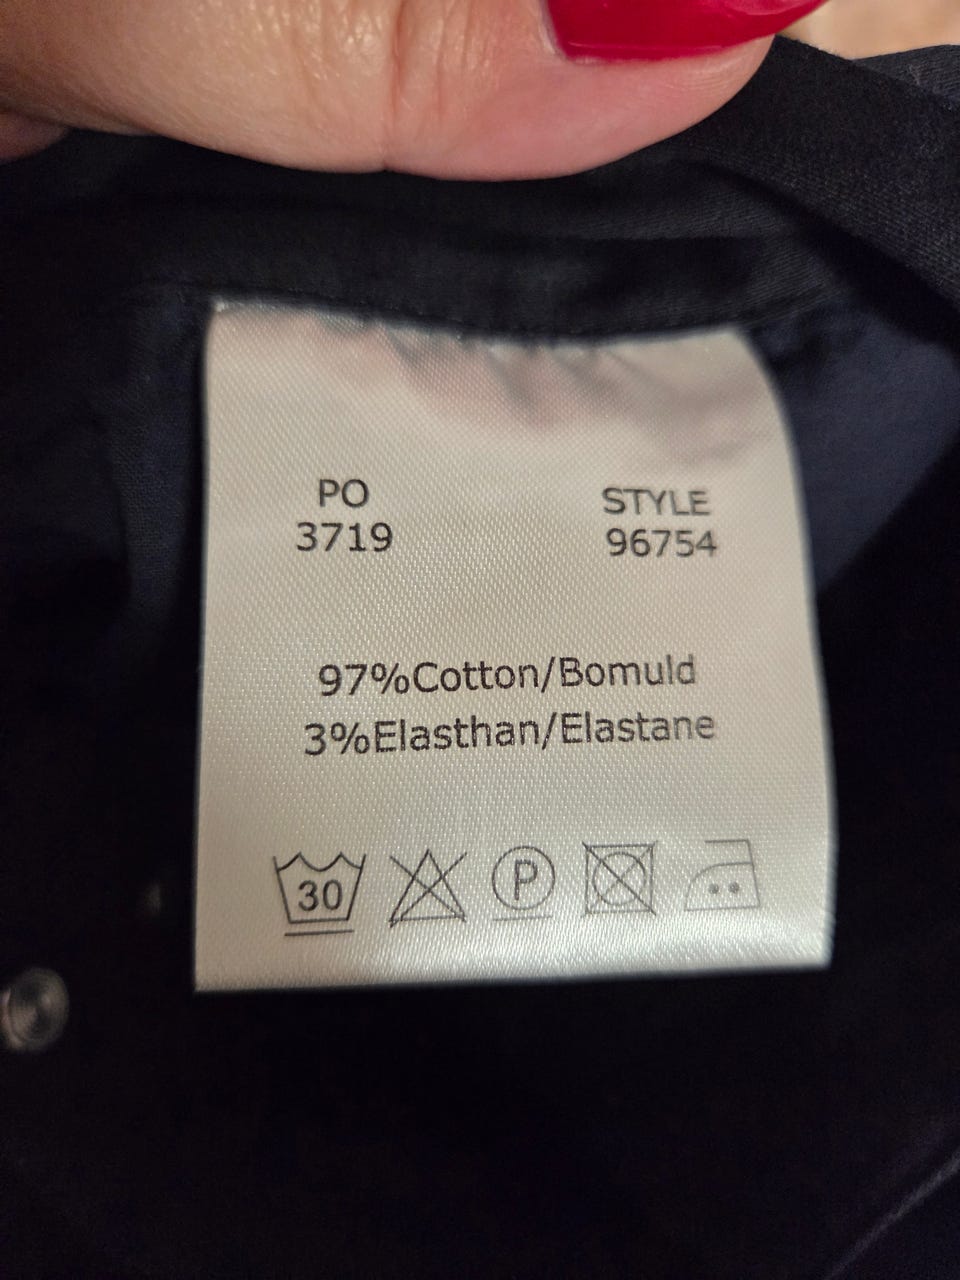 PO STYLE
3719 96754
97%Cotton/Bomuld
3%Elasthan/Elastane
30 P